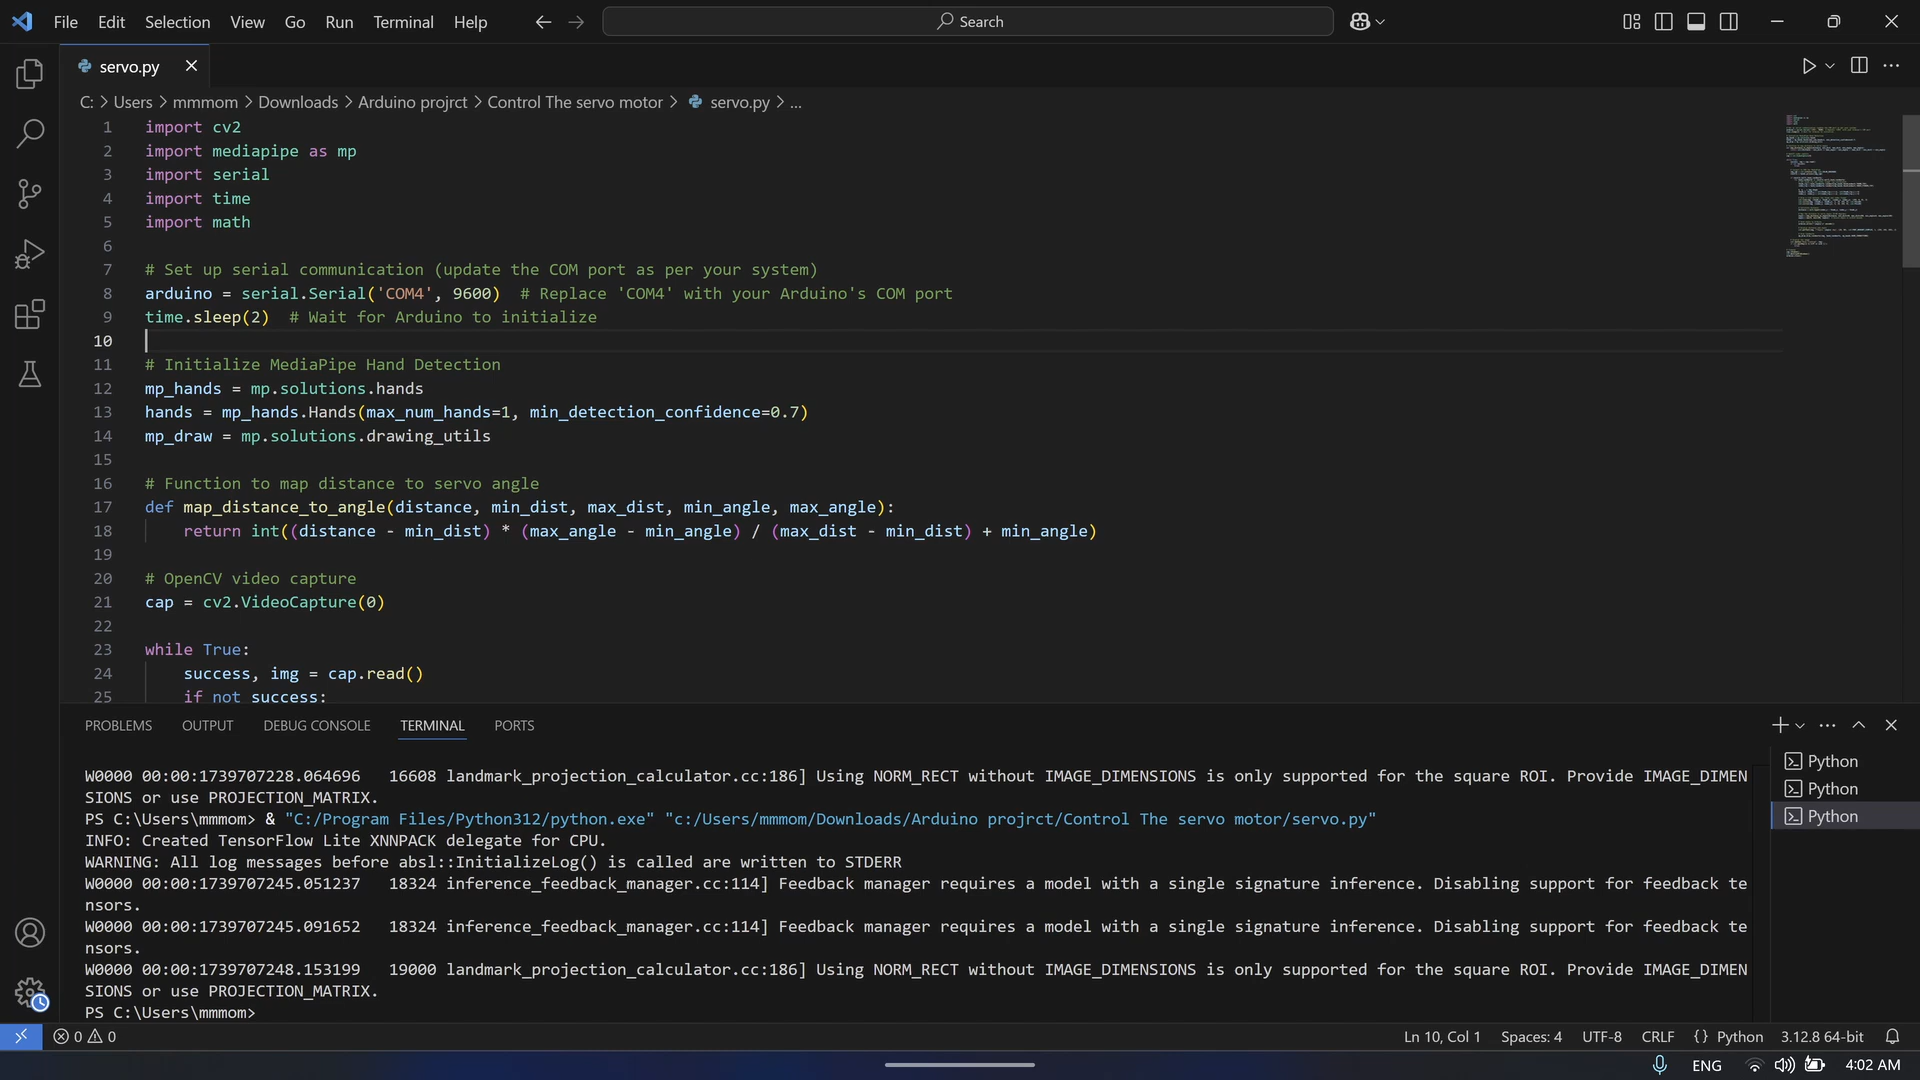 File Edit Selection View Go Run Terminal Help
Search
servo.py
C: > Users > mmmom > Downloads > Arduino projrct > Control The servo motor > servo.py > ...
1 import cv2
2 import mediapipe as mp
3 import serial
4 import time
5 import math
6
7 # Set up serial communication (update the COM port as per your system)
8 arduino = serial.Serial('COM4', 9600)  # Replace 'COM4' with your Arduino's COM port
9 time.sleep(2)  # Wait for Arduino to initialize
10
11 # Initialize MediaPipe Hand Detection
12 mp_hands = mp.solutions.hands
13 hands = mp_hands.Hands(max_num_hands=1, min_detection_confidence=0.7)
14 mp_draw = mp.solutions.drawing_utils
15
16 # Function to map distance to servo angle
17 def map_distance_to_angle(distance, min_dist, max_dist, min_angle, max_angle):
18     return int((distance - min_dist) * (max_angle - min_angle) / (max_dist - min_dist) + min_angle)
19
20 # OpenCV video capture
21 cap = cv2.VideoCapture(0)
22
23 while True:
24     success, img = cap.read()
25     if not success:
PROBLEMS OUTPUT DEBUG CONSOLE TERMINAL PORTS
W0000 00:00:1739707228.064696   16608 landmark_projection_calculator.cc:186] Using NORM_RECT without IMAGE_DIMENSIONS is only supported for the square ROI. Provide IMAGE_DIMEN
SIONS or use PROJECTION_MATRIX.
PS C:\Users\mmmom> & "C:/Program Files/Python312/python.exe" "c:/Users/mmmom/Downloads/Arduino projrct/Control The servo motor/servo.py"
INFO: Created TensorFlow Lite XNNPACK delegate for CPU.
WARNING: All log messages before absl::InitializeLog() is called are written to STDERR
W0000 00:00:1739707245.051237   18324 inference_feedback_manager.cc:114] Feedback manager requires a model with a single signature inference. Disabling support for feedback te
nsors.
W0000 00:00:1739707245.091652   18324 inference_feedback_manager.cc:114] Feedback manager requires a model with a single signature inference. Disabling support for feedback te
nsors.
W0000 00:00:1739707248.153199   19000 landmark_projection_calculator.cc:186] Using NORM_RECT without IMAGE_DIMENSIONS is only supported for the square ROI. Provide IMAGE_DIMEN
SIONS or use PROJECTION_MATRIX.
PS C:\Users\mmmom>
Python
Python
Python
0 0 Ln 10, Col 1 Spaces: 4 UTF-8 CRLF {} Python 3.12.8 64-bit
ENG 4:02 AM